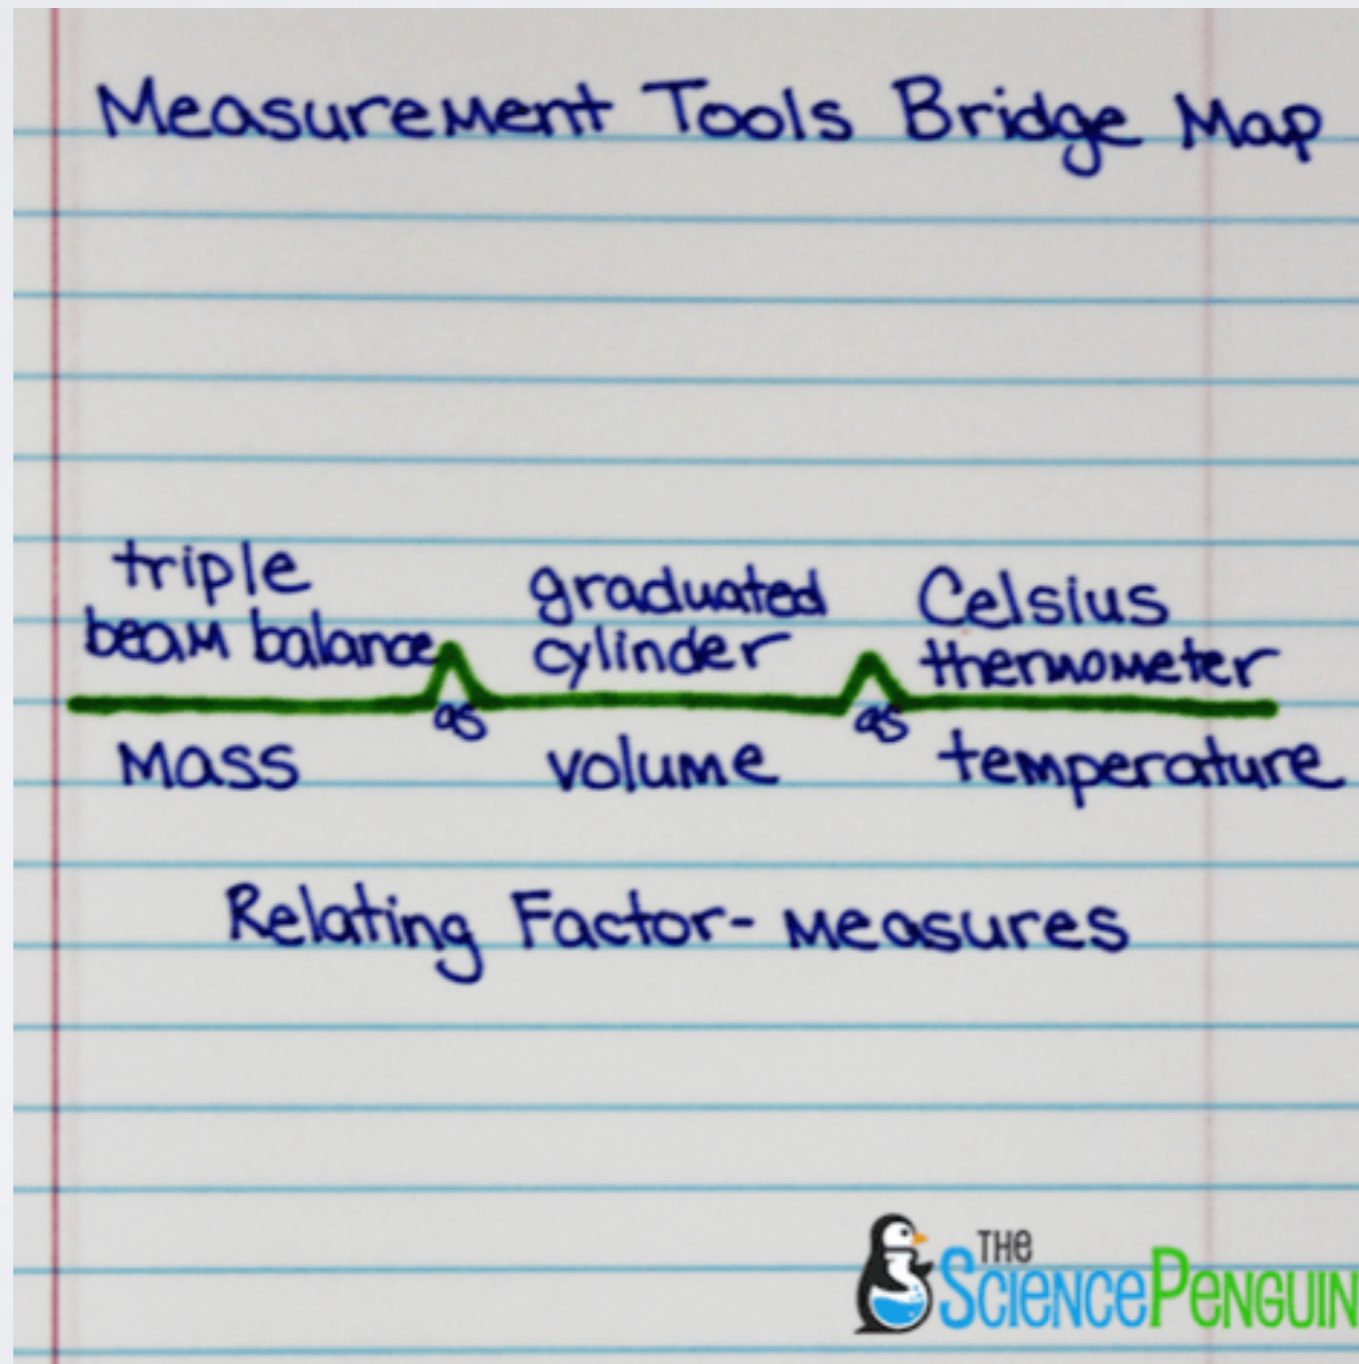 Measurement Tools Bridge Map
triple
beam balance
graduated
cylinder
Celsius
thermometer
as
as
mass
volume
temperature
Relating Factor- measures
THE
SCIENCEPENGUIN